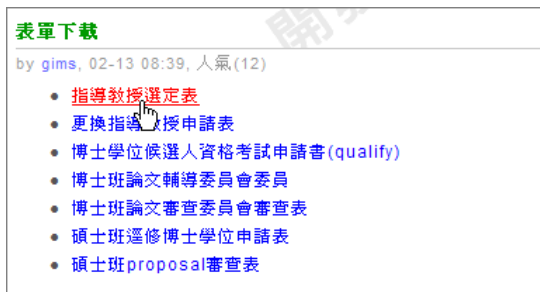 表單下載
by gims, 02-13 08:39, 人氣(12)
指導教授選定表
更換指導教授申請表
博士學位候選人資格考試申請書(qualify)
博士班論文輔導委員會委員
博士班論文審查委員會審查表
碩士班逕修博士學位申請表
碩士班proposal審查表